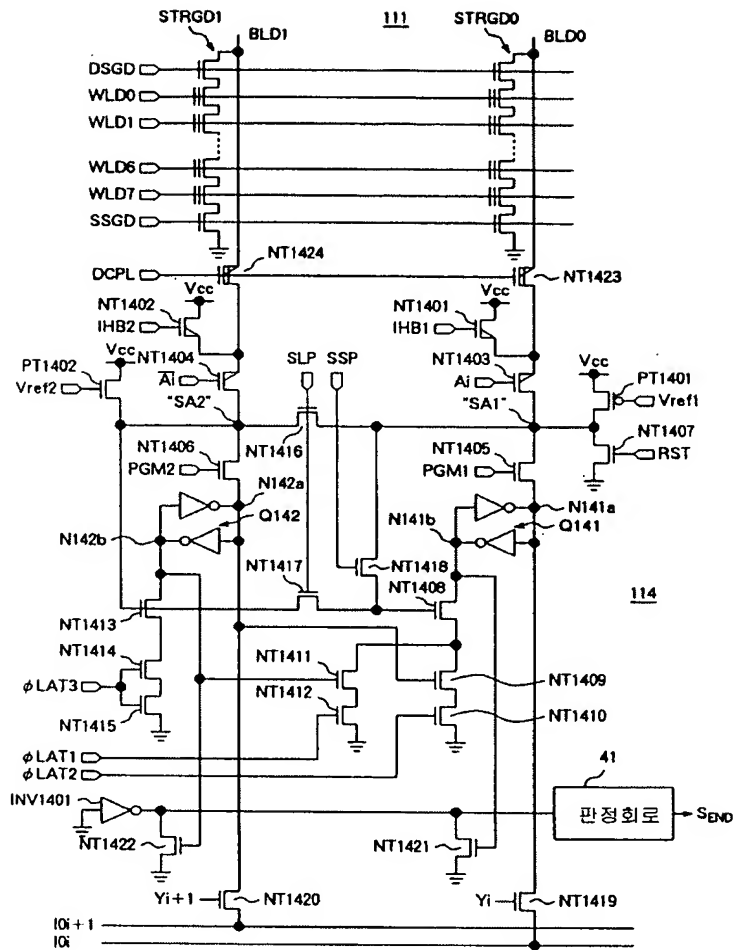 STRGD1
111
STRGD0
BLD1
BLD0
DSGD
WLD0
WLD1
WLD6
WLD7
SSGD
NT1424
DCPL
NT1423
Vcc
NT1402
IHB2
Vcc
NT1401
IHB1
Vcc
PT1402
Vref2
NT1404
Ai
SLP
SSP
NT1403
Ai
Vcc
PT1401
Vref1
"SA2"
"SA1"
NT1416
NT1406
PGM2
NT1405
PGM1
NT1407
RST
N142a
N141a
Q142
Q141
N142b
N141b
NT1417
NT1418
NT1408
114
NT1413
NT1414
NT1411
NT1412
NT1409
φLAT3
NT1415
NT1410
φLAT1
φLAT2
41
INV1401
판정회로
SEND
NT1422
NT1421
Yi+1
NT1420
Yi
NT1419
IOi+1
IOi